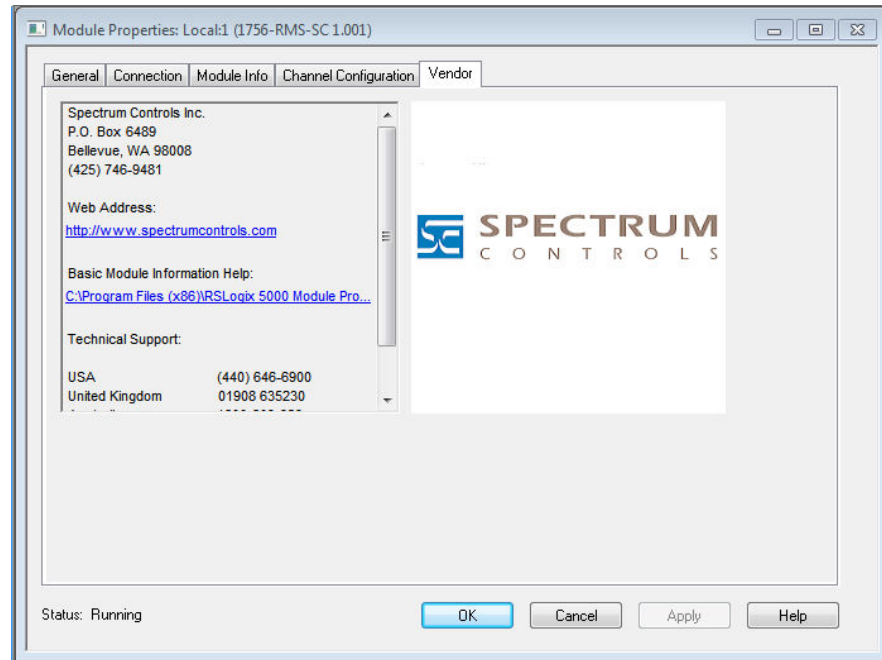 Module Properties: Local:1 (1756-RMS-SC 1.001)
General Connection Module Info Channel Configuration Vendor
Spectrum Controls Inc.
P.O. Box 6489
Bellevue, WA 98008
(425) 746-9481
Web Address:
http://www.spectrumcontrols.com
Basic Module Information Help:
C:\Program Files (x86)\RSLogix 5000 Module Pro...
Technical Support:
USA (440) 646-6900
United Kingdom 01908 635230
SC SPECTRUM
CONTROLS
Status: Running
OK Cancel Apply Help